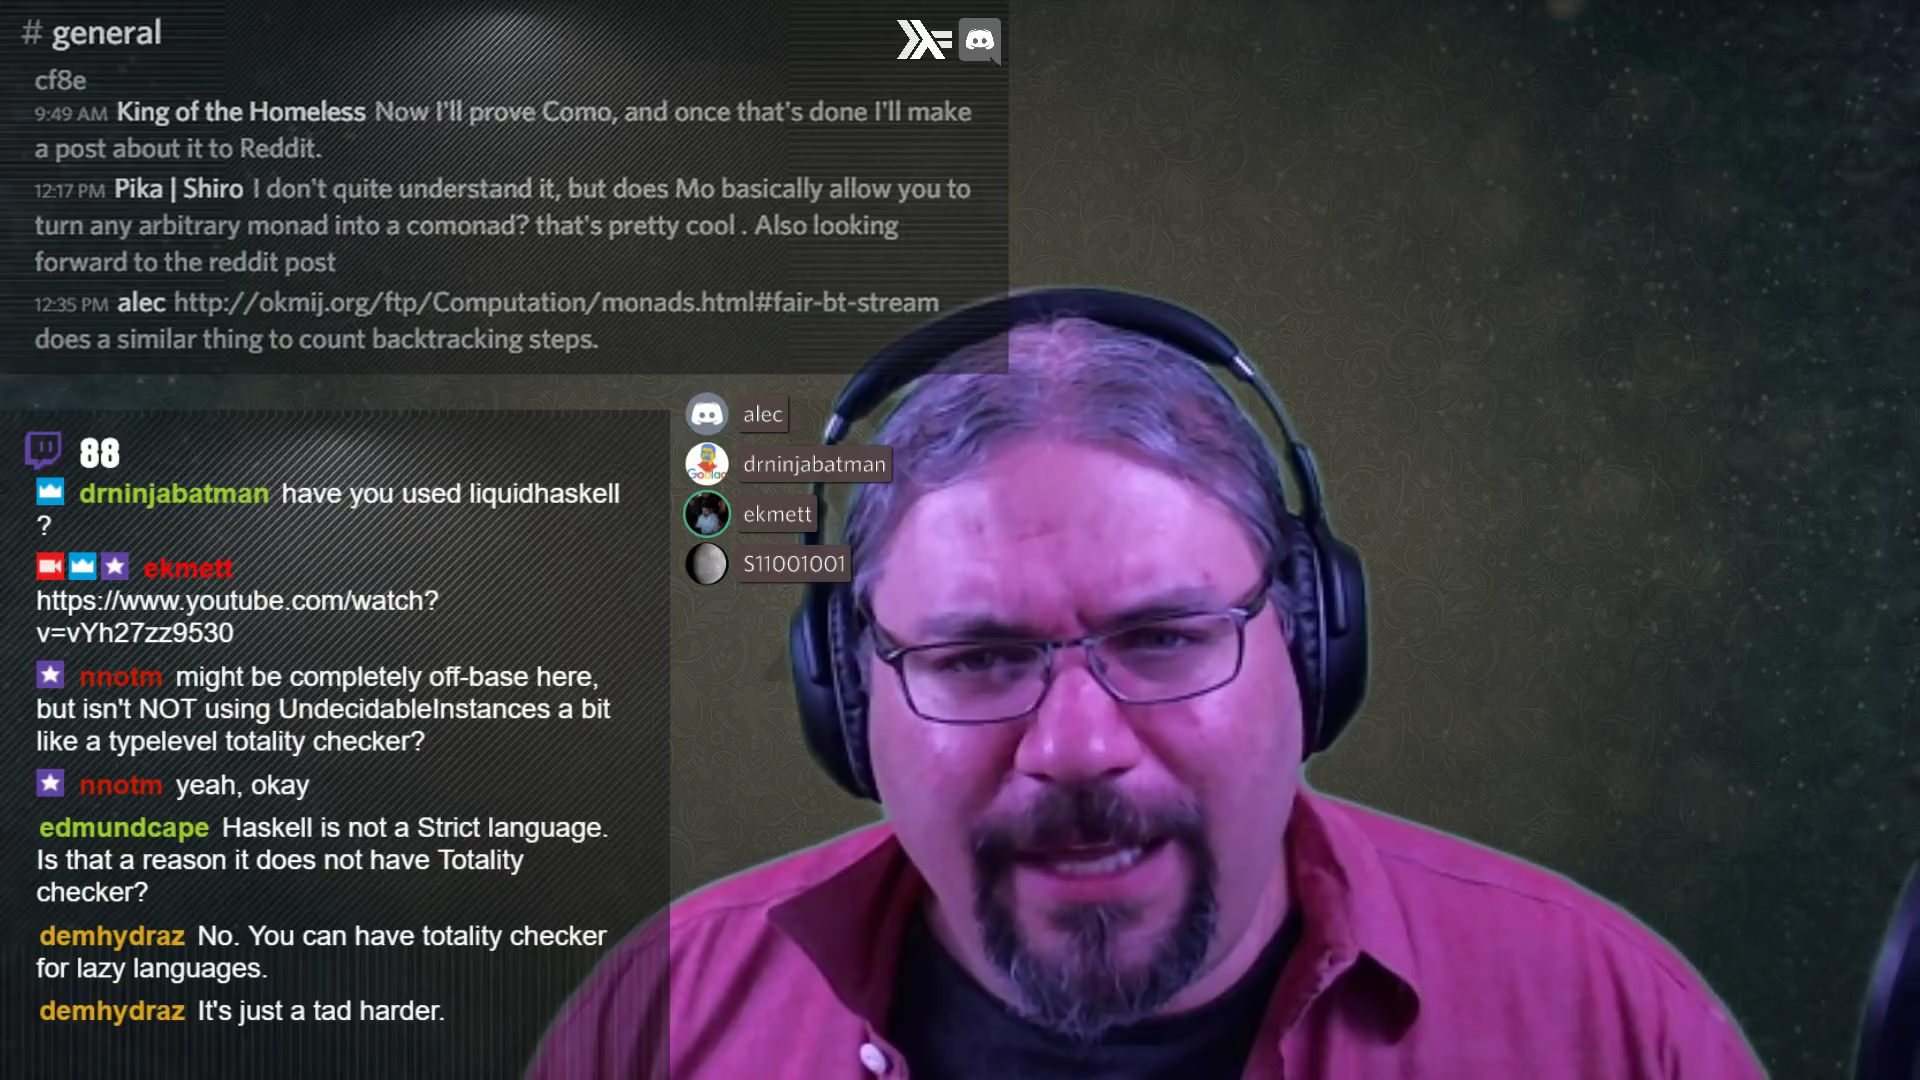 # general
cf8e
9:49 AM King of the Homeless Now I'll prove Como, and once that's done I'll make
a post about it to Reddit.
12:17 PM Pika | Shiro I don't quite understand it, but does Mo basically allow you to
turn any arbitrary monad into a comonad? that's pretty cool . Also looking
forward to the reddit post
12:35 PM alec http://okmij.org/ftp/Computation/monads.html#fair-bt-stream
does a similar thing to count backtracking steps.
88
drninjabatman have you used liquidhaskell
?
ekmett
https://www.youtube.com/watch?
v=vYh27zz9530
nnotm might be completely off-base here,
but isn't NOT using UndecidableInstances a bit
like a typelevel totality checker?
nnotm yeah, okay
edmundcape Haskell is not a Strict language.
Is that a reason it does not have Totality
checker?
demhydraz No. You can have totality checker
for lazy languages.
demhydraz It's just a tad harder.
alec
drninjabatman
ekmett
S11001001